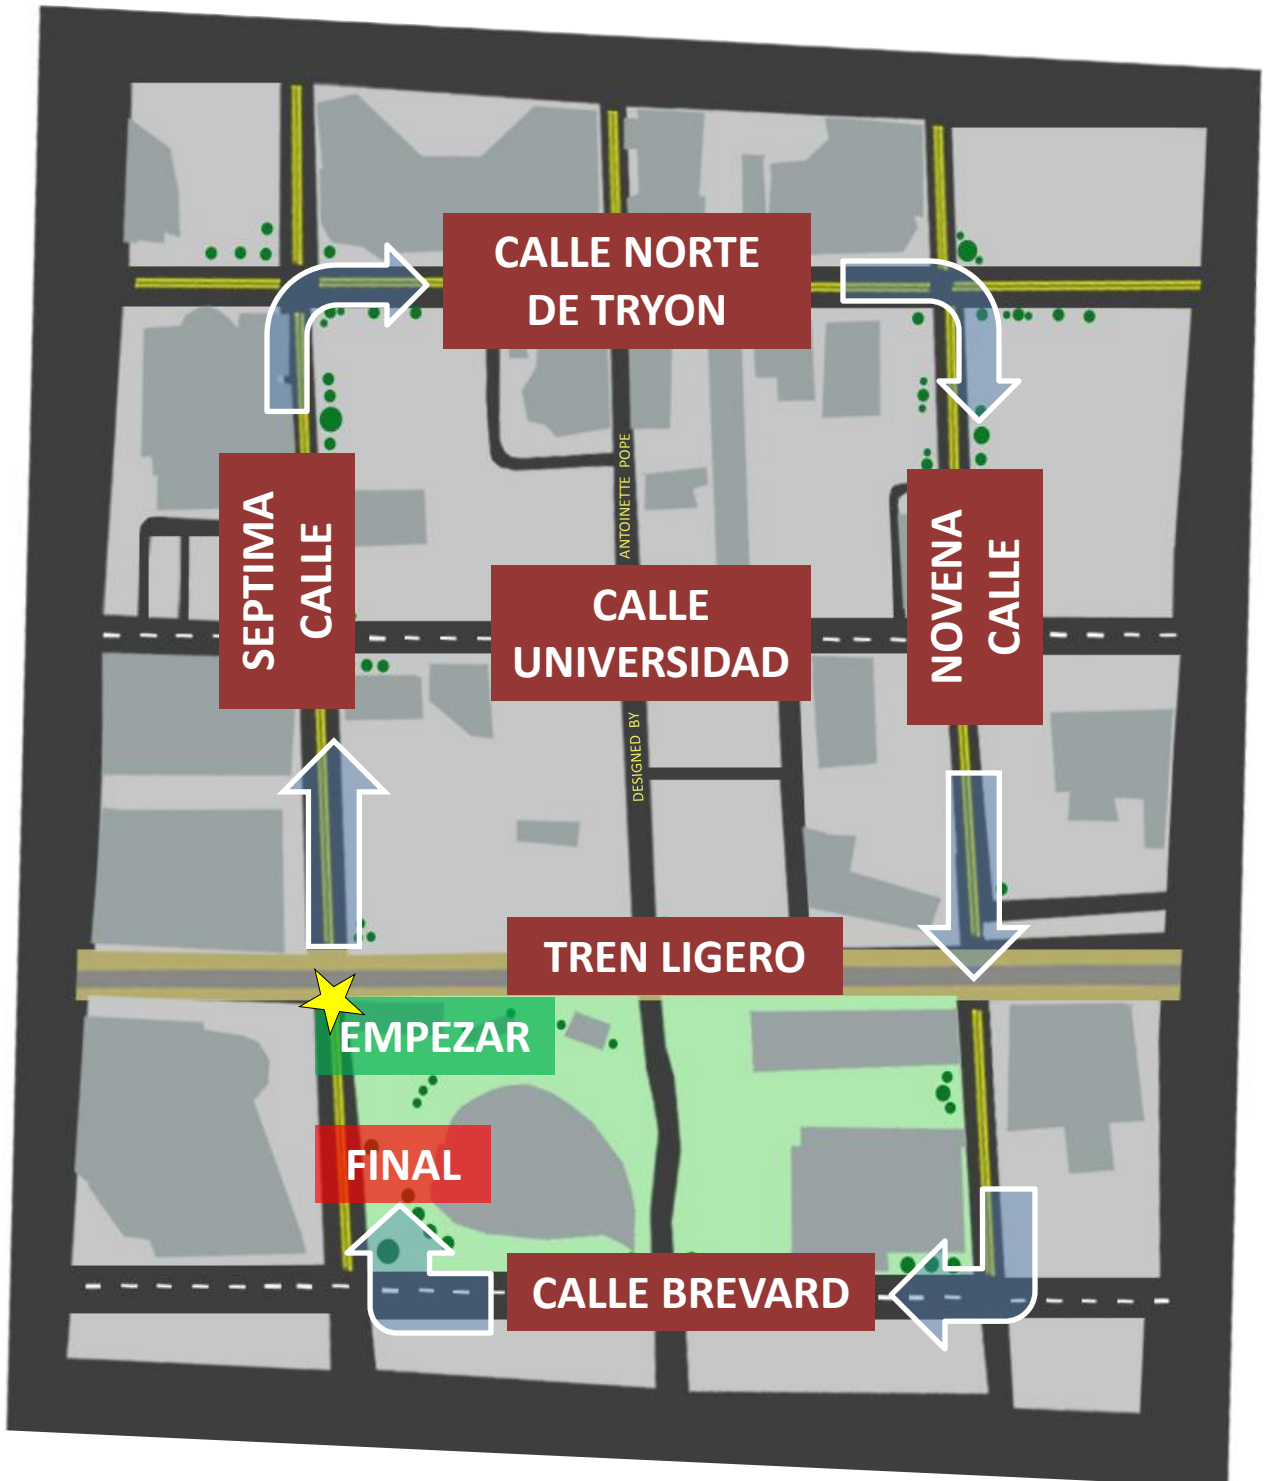 CALLE NORTE
DE TRYON
ANTOINETTE POPE
SEPTIMA
CALLE
NOVENA
CALLE
CALLE
UNIVERSIDAD
DESIGNED BY
TREN LIGERO
EMPEZAR
FINAL
CALLE BREVARD